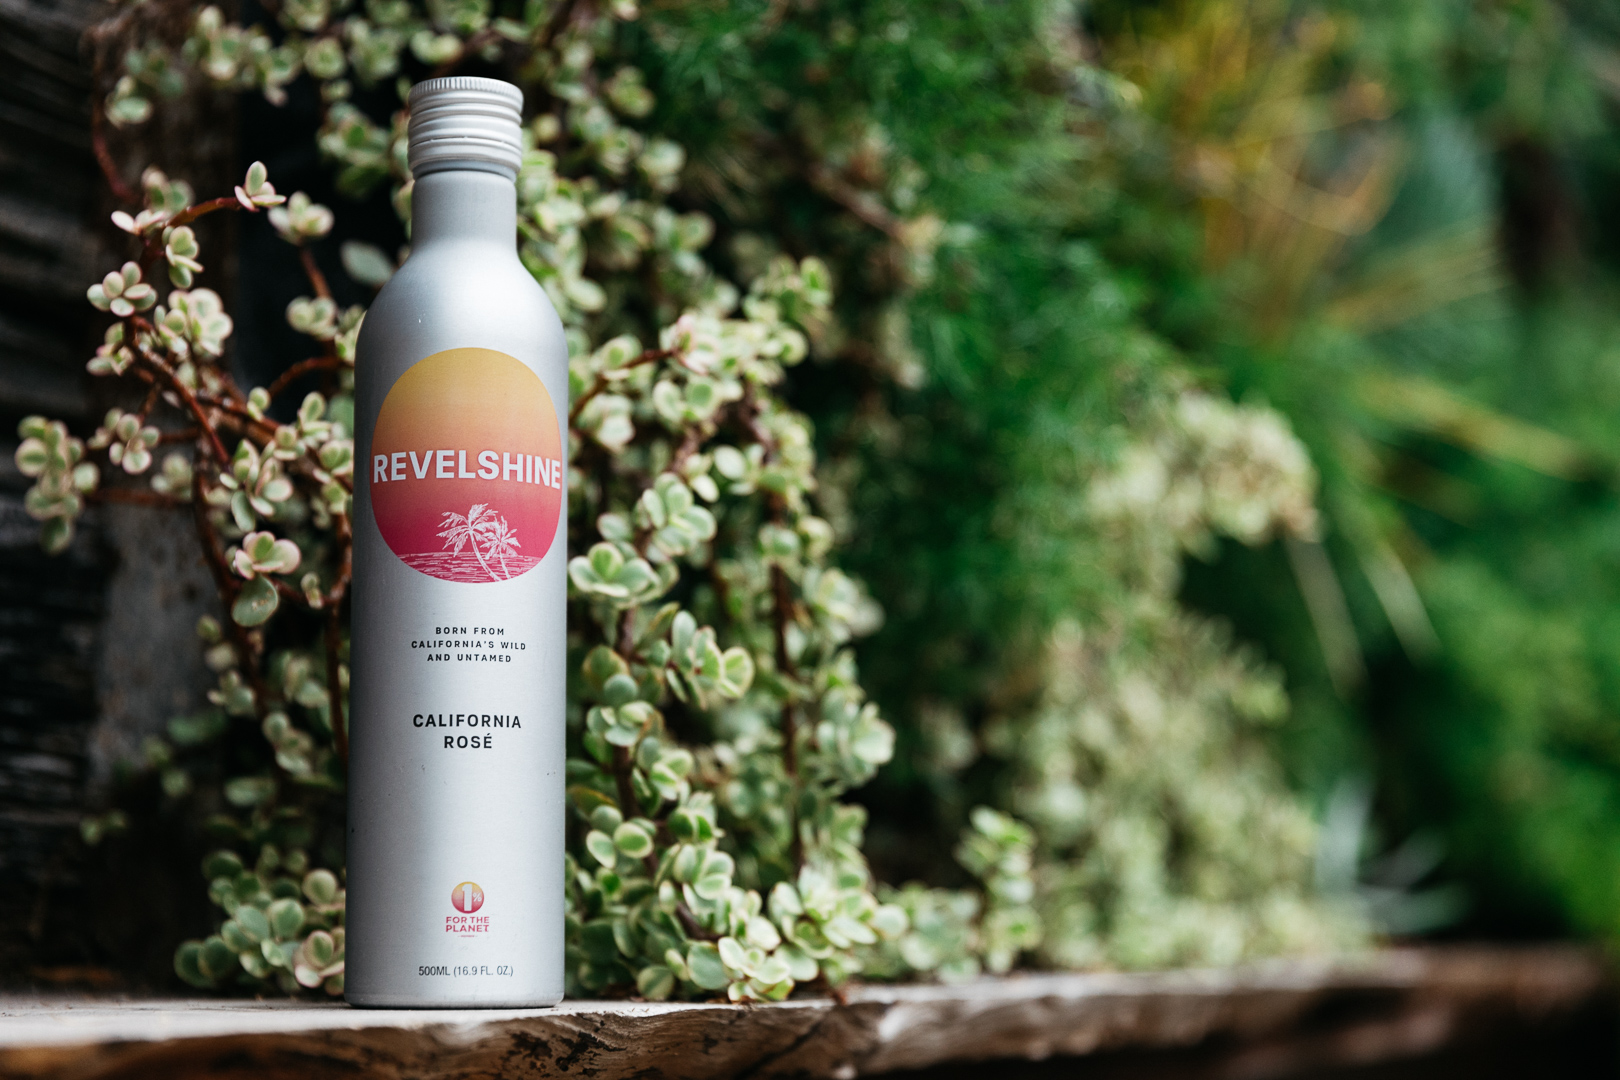 REVELSHINE
BORN FROM
CALIFORNIA'S WILD
AND UNTAMED
CALIFORNIA
ROSÉ
1%
FOR THE
PLANET
500ML (16.9 FL. OZ.)